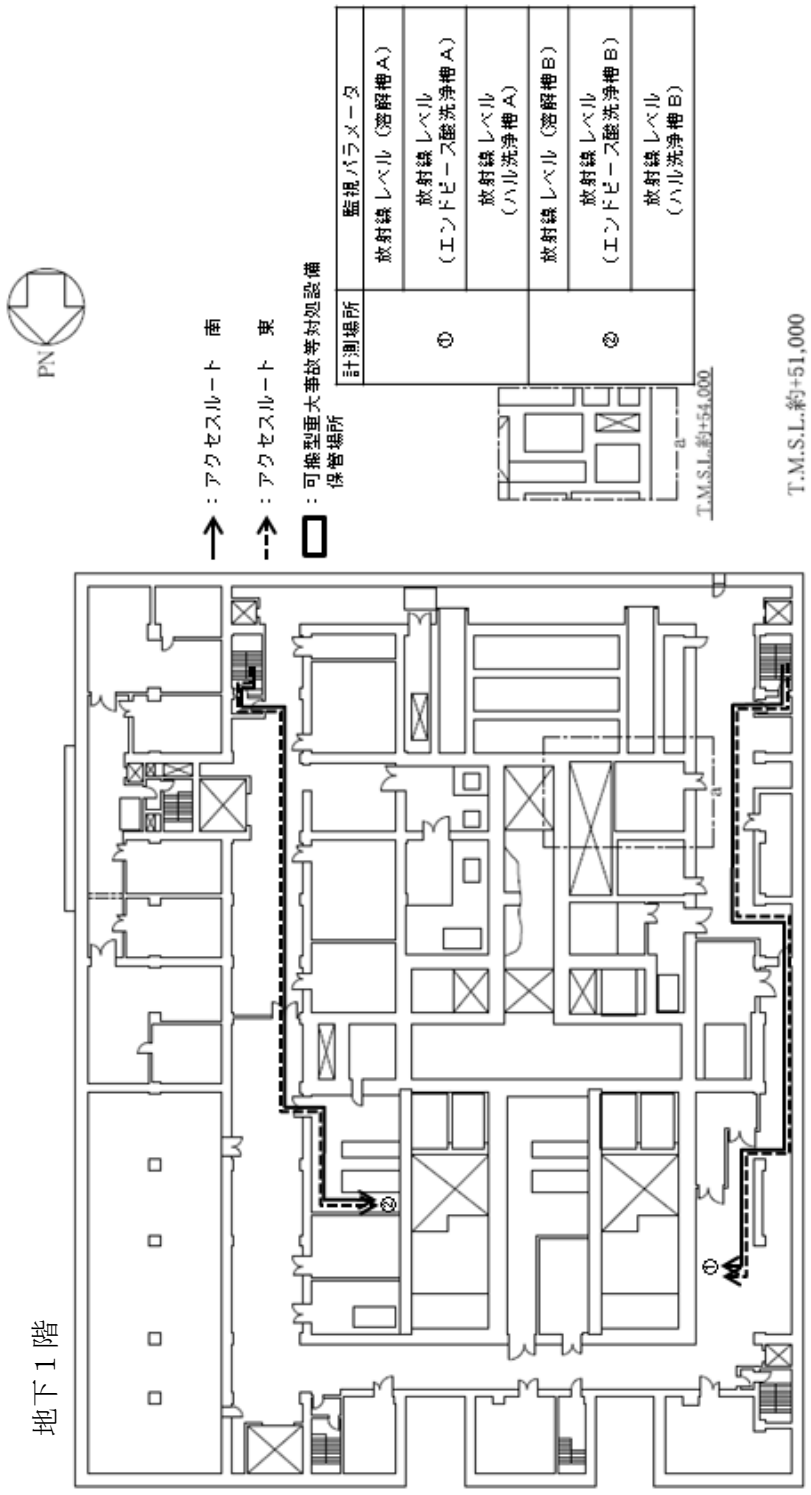 地下1階
PN
：アクセスルート 南
：アクセスルート 東
：可搬型重大事故等対処設備
保管場所
計測場所
監視パラメータ
①
放射線レベル（溶解槽A）
放射線レベル
（エンドピース酸洗浄槽A）
放射線レベル
（ハル洗浄槽A）
②
放射線レベル（溶解槽B）
放射線レベル
（エンドピース酸洗浄槽B）
放射線レベル
（ハル洗浄槽B）
a
T.M.S.L.約+54,000
①
②
a
T.M.S.L.約+51,000